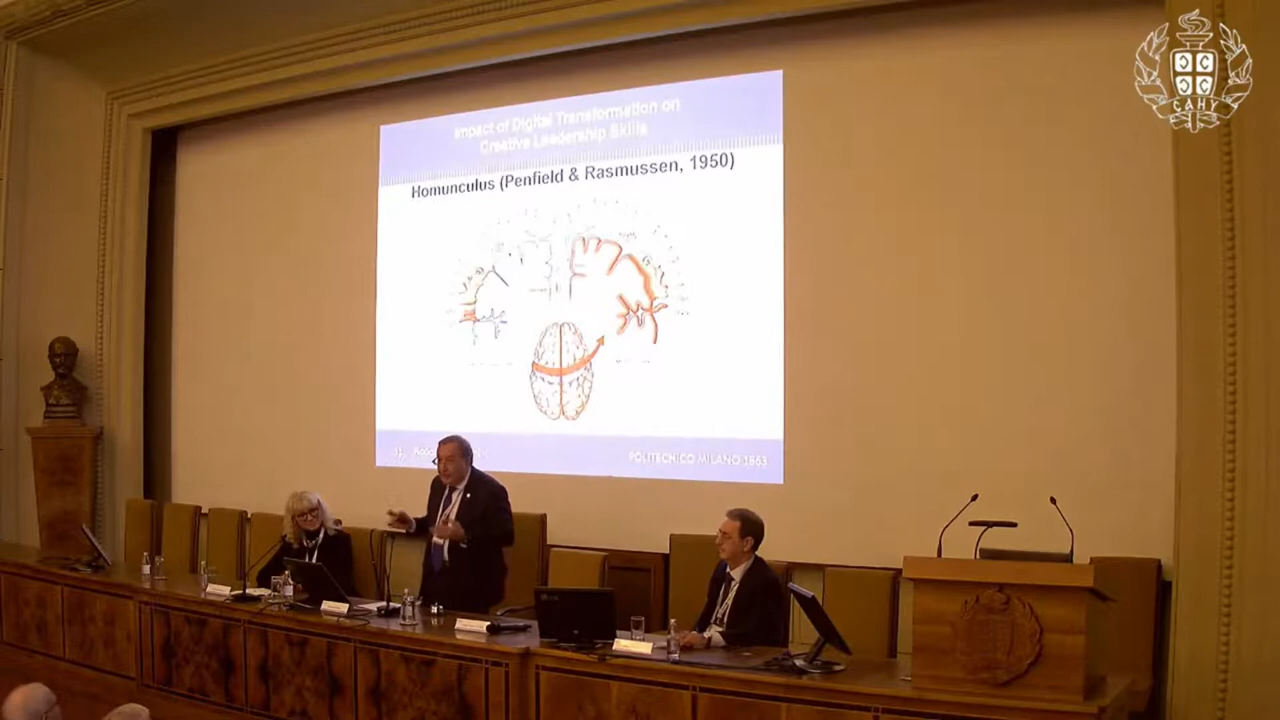 Impact of Digital Transformation on
Creative Leadership Skills
Homunculus (Penfield & Rasmussen, 1950)
POLITECNICO MILANO 1863
САНУ